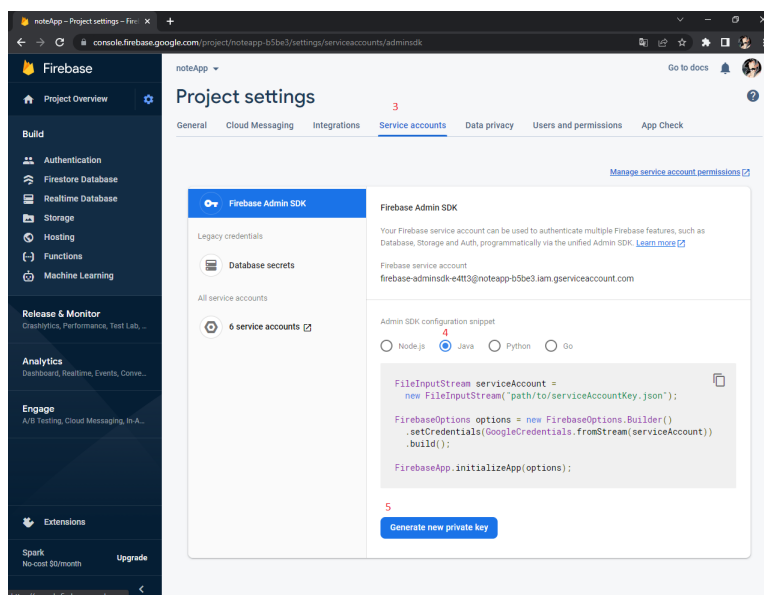 noteApp – Project settings – Fire
console.firebase.google.com/project/noteapp-b5be3/settings/serviceaccounts/adminsdk
Firebase
noteApp
Go to docs
Project Overview
Project settings
3
General Cloud Messaging Integrations Service accounts Data privacy Users and permissions App Check
Build
Authentication
Firestore Database
Realtime Database
Storage
Hosting
Functions
Machine Learning
Release & Monitor
Crashlytics, Performance, Test Lab, ...
Analytics
Dashboard, Realtime, Events, Conve...
Engage
A/B Testing, Cloud Messaging, In-A...
Extensions
Spark
No-cost $0/month
Upgrade
Manage service account permissions
Firebase Admin SDK
Legacy credentials
Database secrets
All service accounts
6 service accounts
Firebase Admin SDK
Your Firebase service account can be used to authenticate multiple Firebase features, such as
Database, Storage and Auth, programmatically via the unified Admin SDK. Learn more
Firebase service account
firebase-adminsdk-e4tt3@noteapp-b5be3.iam.gserviceaccount.com
Admin SDK configuration snippet
4
Node.js Java Python Go
FileInputStream serviceAccount =
new FileInputStream("path/to/serviceAccountKey.json");
FirebaseOptions options = new FirebaseOptions.Builder()
.setCredentials(GoogleCredentials.fromStream(serviceAccount))
.build();
FirebaseApp.initializeApp(options);
5
Generate new private key